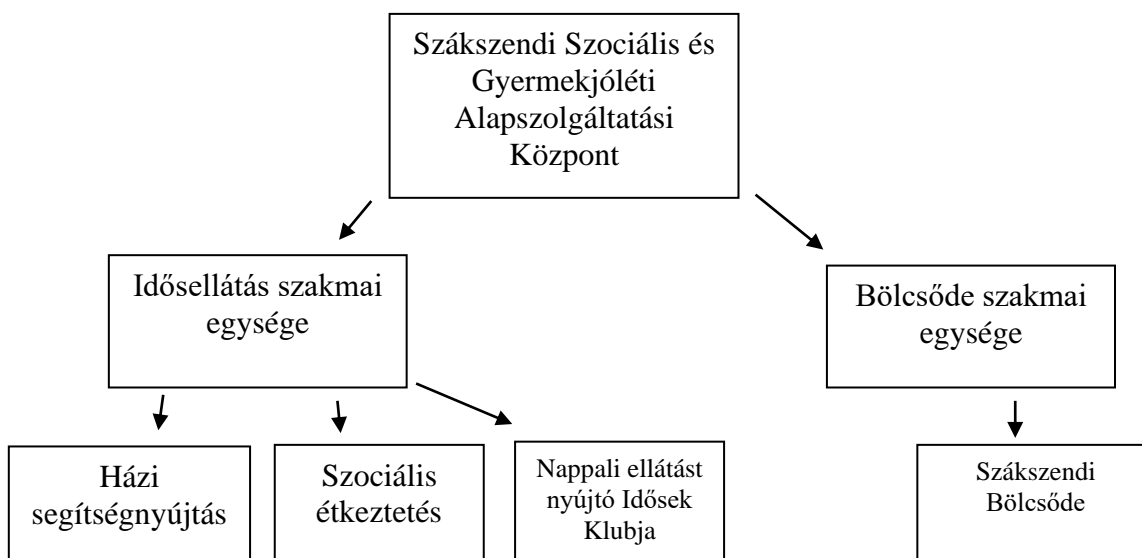 Szákszendi Szociális és
Gyermekjóléti
Alapszolgáltatási
Központ
Idősellátás szakmai
egysége
Bölcsőde szakmai
egysége
Házi
segítségnyújtás
Szociális
étkeztetés
Nappali ellátást
nyújtó Idősek
Klubja
Szákszendi
Bölcsőde